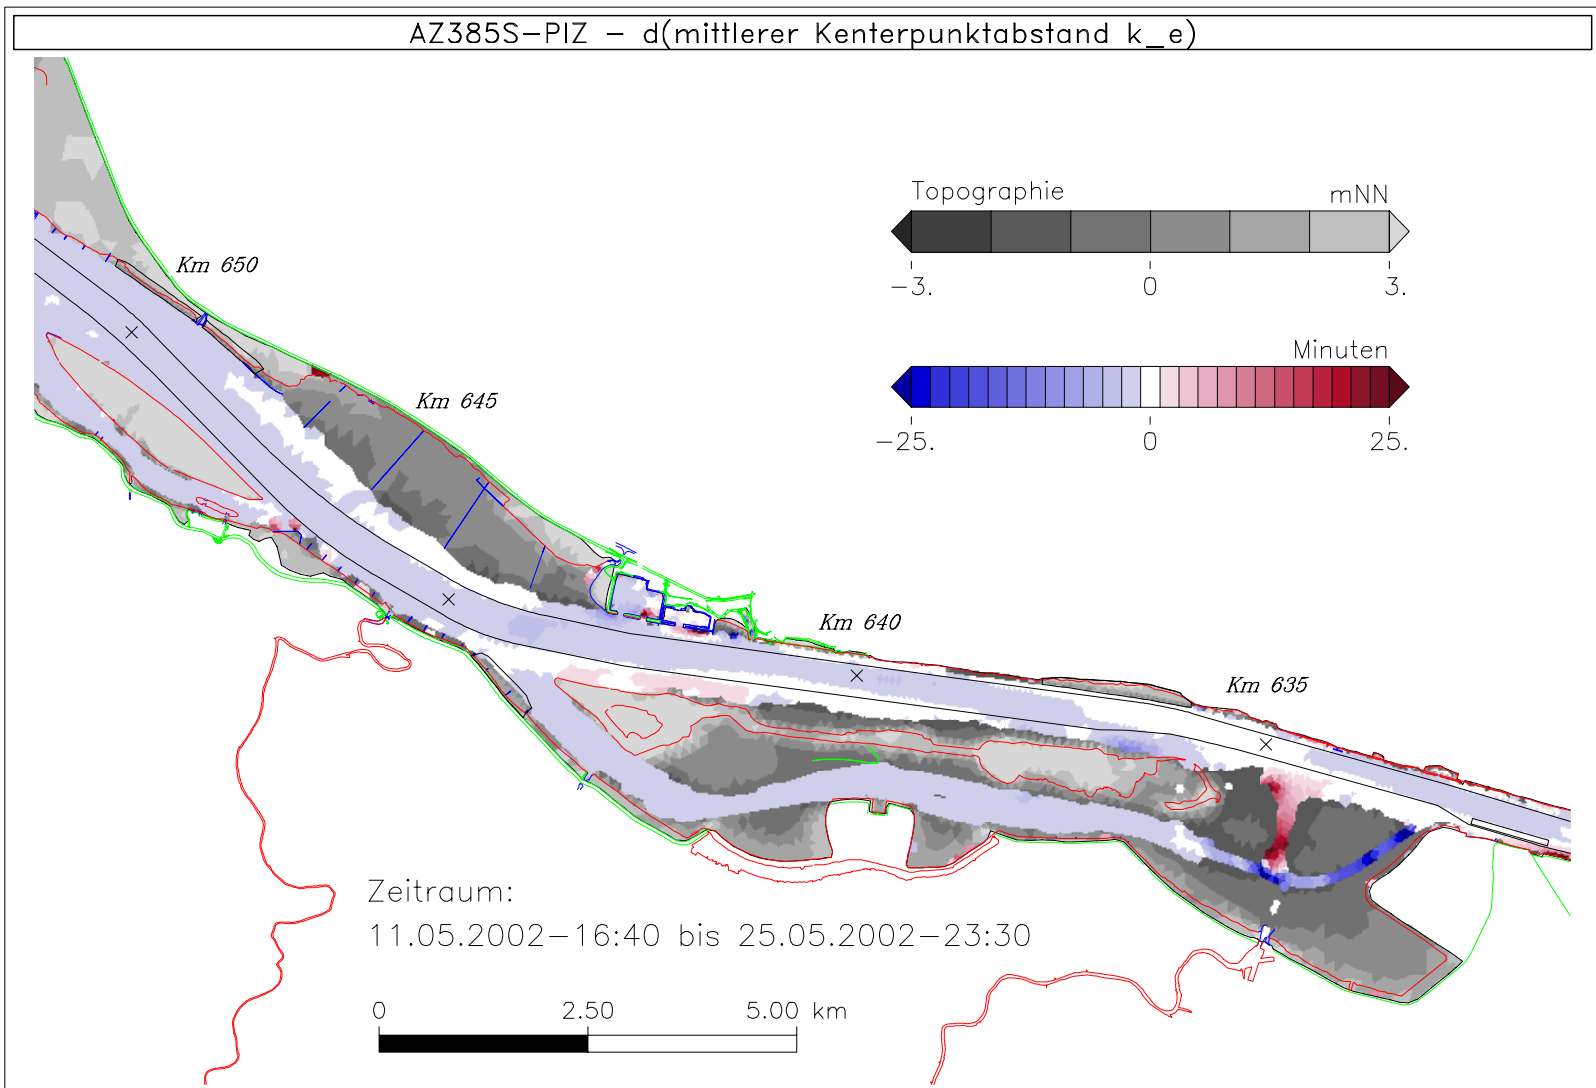 AZ385S-PIZ - d(mittlerer Kenterpunktabstand k_e)
Topographie mNN
-3. 0 3.
Minuten
-25. 0 25.
Km 650
Km 645
Km 640
Km 635
Zeitraum:
11.05.2002-16:40 bis 25.05.2002-23:30
0 2.50 5.00 km